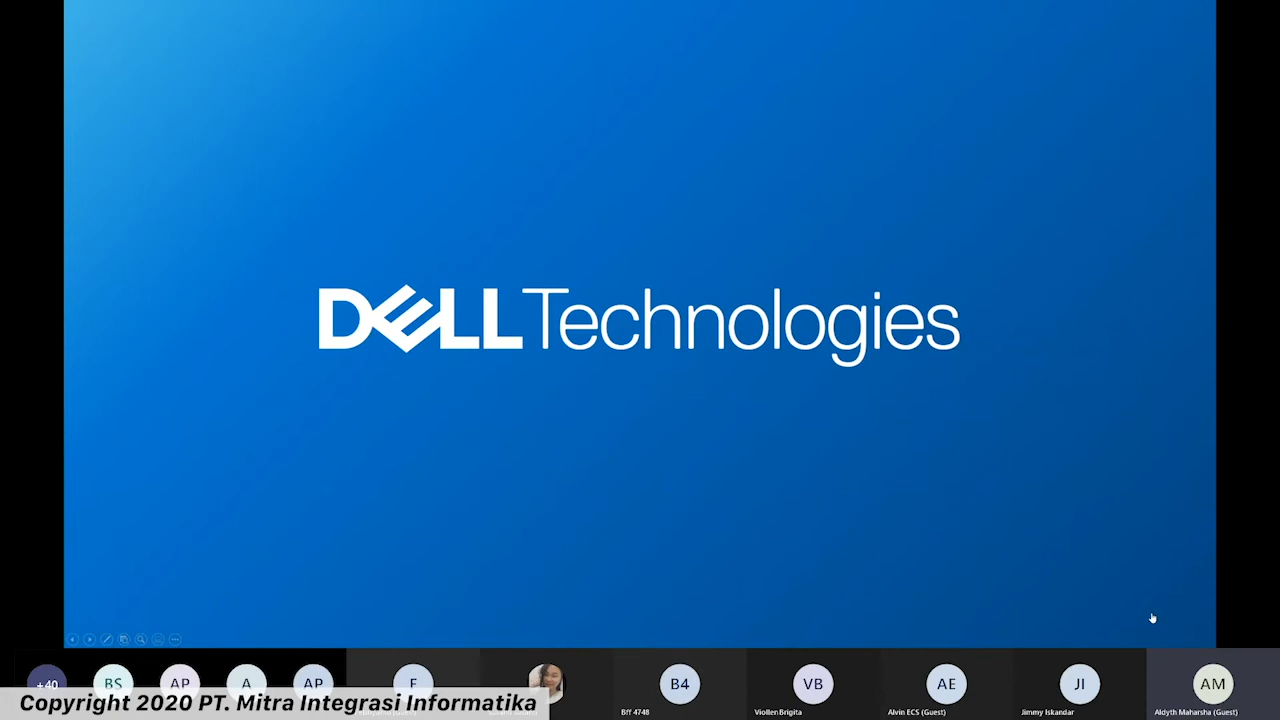 DELL Technologies
+40
BS
AP
A
AP
F
B4
VB
AE
JI
AM
Bff 4748
Viollen Brigita
Alvin ECS (Guest)
Jimmy Iskandar
Aldyth Maharsha (Guest)
Copyright 2020 PT. Mitra Integrasi Informatika